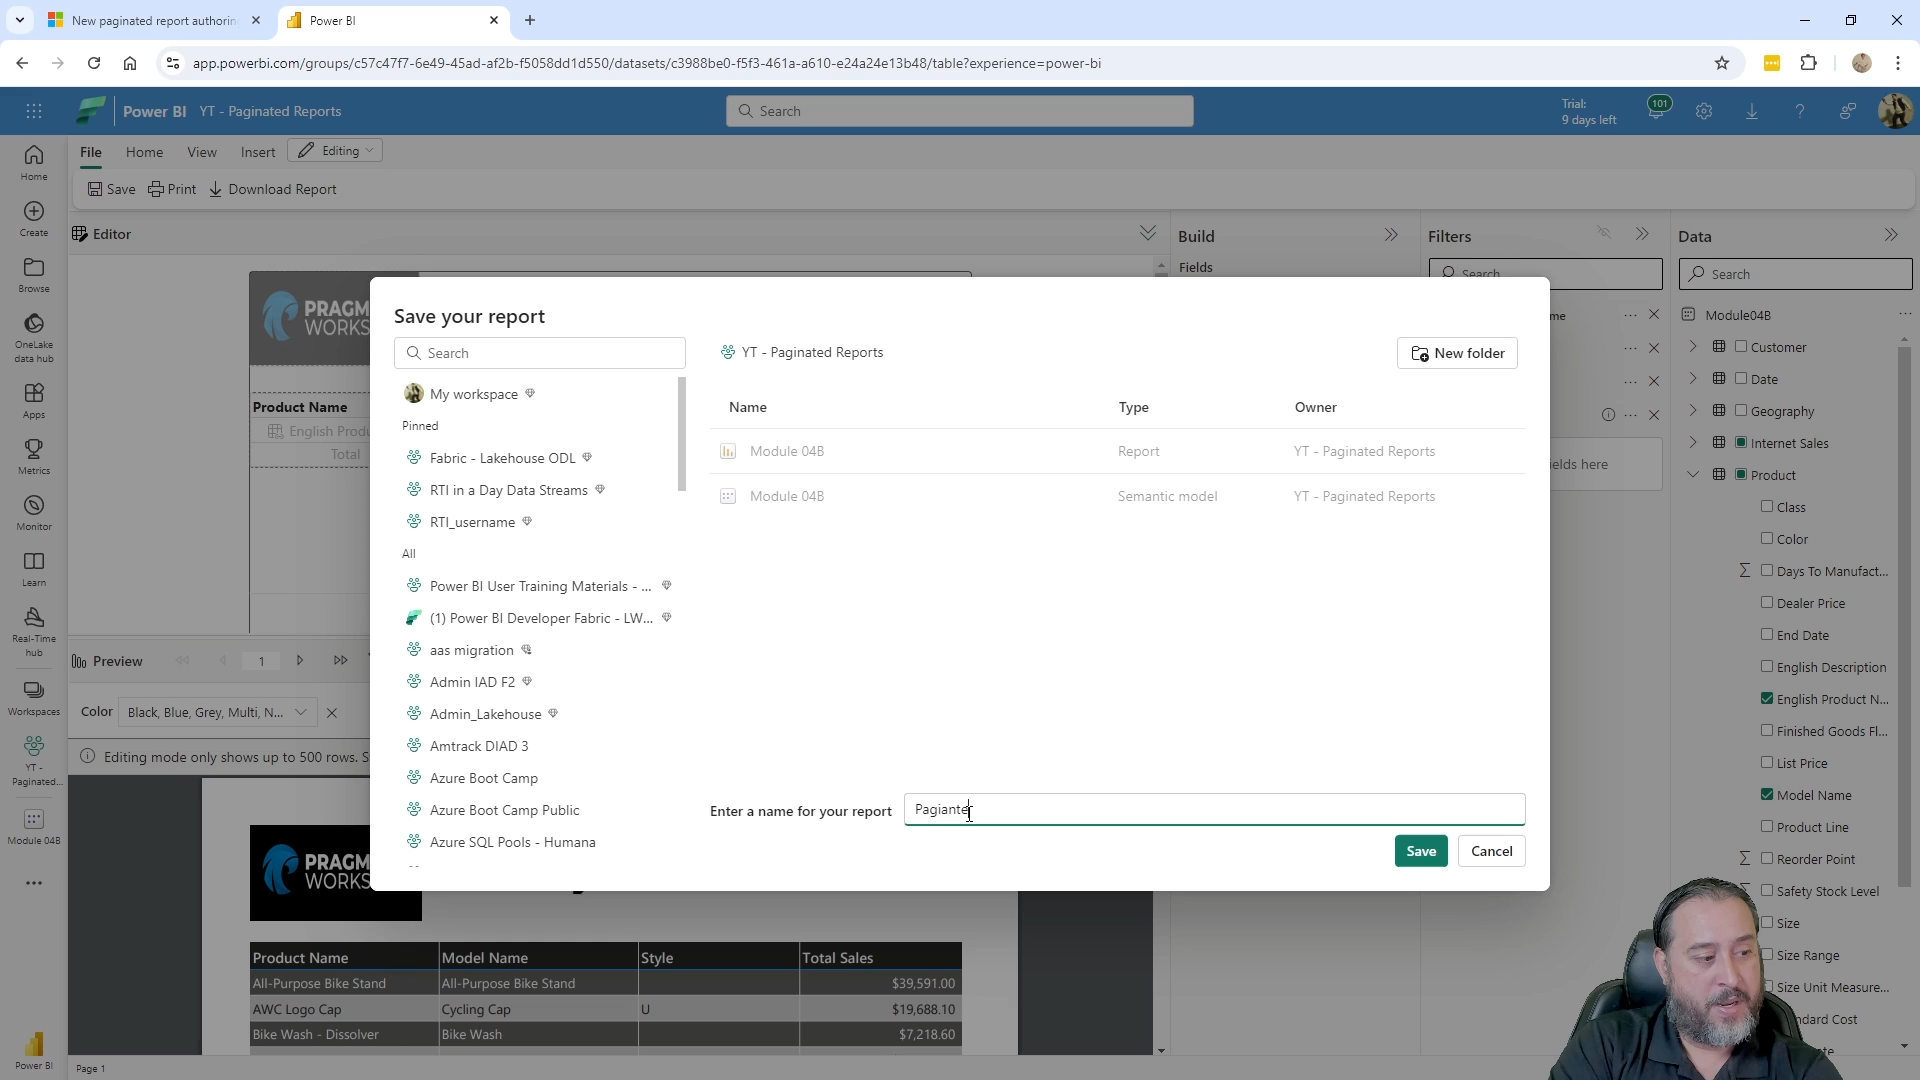 New paginated report authorin
Power BI
app.powerbi.com/groups/c57c47f7-6e49-45ad-af2b-f5058dd1d550/datasets/c3988be0-f5f3-461a-a610-e24a24e13b48/table?experience=power-bi
Power BI YT - Paginated Reports
Search
Trial:
9 days left
101
File Home View Insert Editing
Save Print Download Report
Home
Create
Browse
OneLake
data hub
Apps
Metrics
Monitor
Learn
Real-Time
hub
Workspaces
YT -
Paginated...
Module 04B
Power BI
Editor
PRAGM
WORKS
Product Name
English Produ
Total
Preview
1
Color Black, Blue, Grey, Multi, N...
Editing mode only shows up to 500 rows. S
Save your report
Search
My workspace
Pinned
Fabric - Lakehouse ODL
RTI in a Day Data Streams
RTI_username
All
Power BI User Training Materials - ...
(1) Power BI Developer Fabric - LW...
aas migration
Admin IAD F2
Admin_Lakehouse
Amtrack DIAD 3
Azure Boot Camp
Azure Boot Camp Public
Azure SQL Pools - Humana
YT - Paginated Reports
New folder
Name Type Owner
Module 04B Report YT - Paginated Reports
Module 04B Semantic model YT - Paginated Reports
Enter a name for your report Pagiante
Save Cancel
PRAGM
WORKS
Product Name Model Name Style Total Sales
All-Purpose Bike Stand All-Purpose Bike Stand $39,591.00
AWC Logo Cap Cycling Cap U $19,688.10
Bike Wash - Dissolver Bike Wash $7,218.60
Page 1
Build
Fields
Filters
Search
me
ields here
Data
Search
Module04B
Customer
Date
Geography
Internet Sales
Product
Class
Color
Days To Manufact...
Dealer Price
End Date
English Description
English Product N...
Finished Goods Fl...
List Price
Model Name
Product Line
Reorder Point
Safety Stock Level
Size
Size Range
Size Unit Measure...
ndard Cost